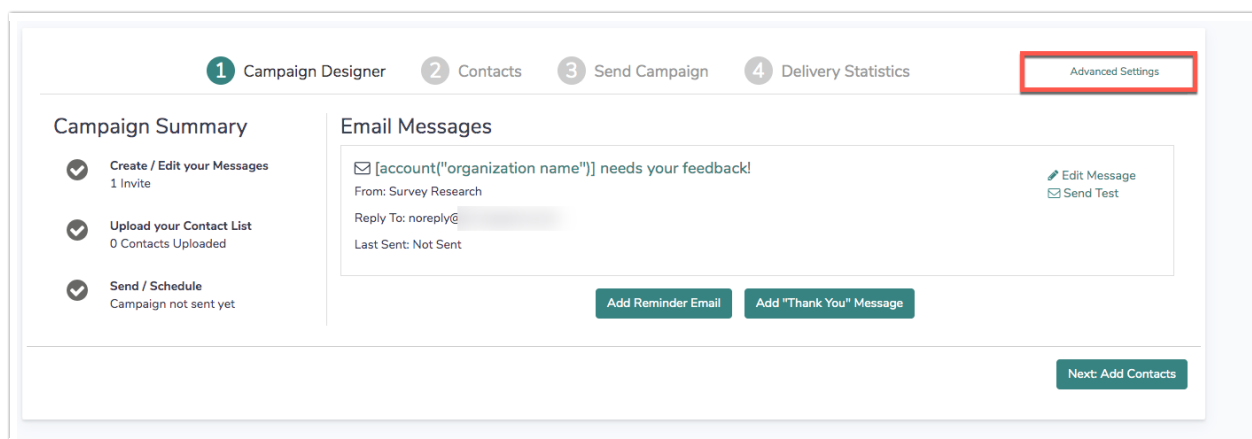 1 Campaign Designer 2 Contacts 3 Send Campaign 4 Delivery Statistics Advanced Settings
Campaign Summary
Create / Edit your Messages
1 Invite
Upload your Contact List
0 Contacts Uploaded
Send / Schedule
Campaign not sent yet
Email Messages
[account("organization name")] needs your feedback!
From: Survey Research
Reply To: noreply@
Last Sent: Not Sent
Edit Message
Send Test
Add Reminder Email Add "Thank You" Message
Next: Add Contacts